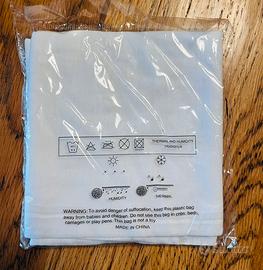 THERMAL AND HUMIDITY
HUMIDITY
THERMAL
WARNING: To avoid danger of suffocation, keep this plastic bag
away from babies and children. Do not use this bag in cribs, beds,
carriages or play pens. This bag is not a toy.
MADE IN CHINA